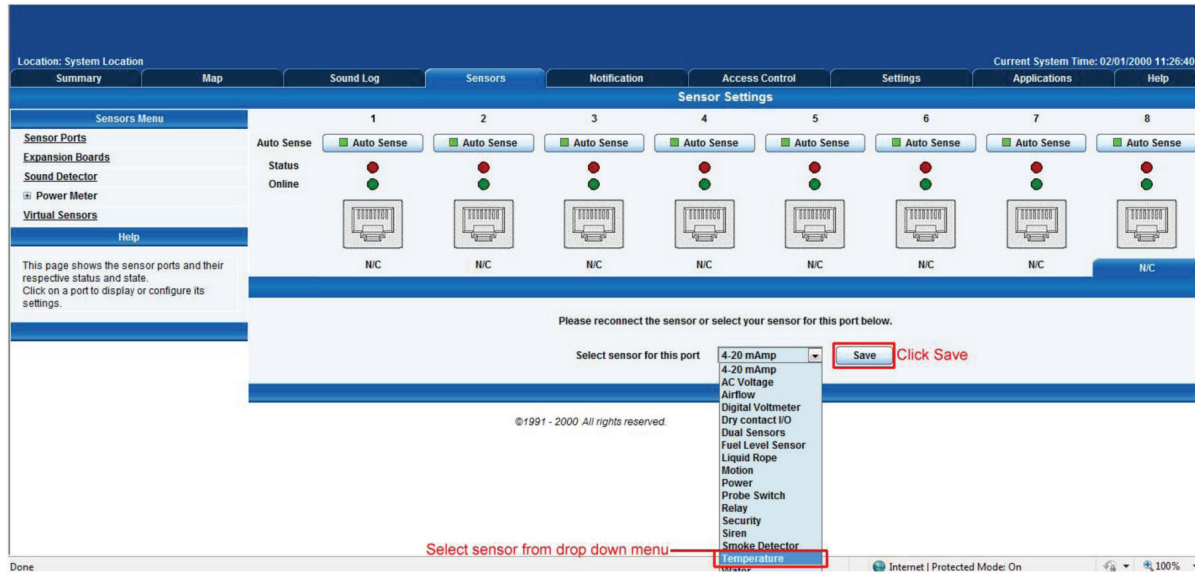 Location: System Location
Current System Time: 02/01/2000 11:26:40
Summary Map Sound Log Sensors Notification Access Control Settings Applications Help
Sensor Settings
Sensors Menu
Sensor Ports
Expansion Boards
Sound Detector
Power Meter
Virtual Sensors
Help
This page shows the sensor ports and their
respective status and state.
Click on a port to display or configure its
settings.
1 2 3 4 5 6 7 8
Auto Sense Auto Sense Auto Sense Auto Sense Auto Sense Auto Sense Auto Sense Auto Sense Auto Sense
Status
Online
N/C N/C N/C N/C N/C N/C N/C N/C
Please reconnect the sensor or select your sensor for this port below.
Select sensor for this port 4-20 mAmp Save Click Save
4-20 mAmp
AC Voltage
Airflow
Digital Voltmeter
Dry contact I/O
Dual Sensors
Fuel Level Sensor
Liquid Rope
Motion
Power
Probe Switch
Relay
Security
Siren
Smoke Detector
Temperature
Water
©1991 - 2000 All rights reserved.
Select sensor from drop down menu
Done
Internet | Protected Mode: On
100%